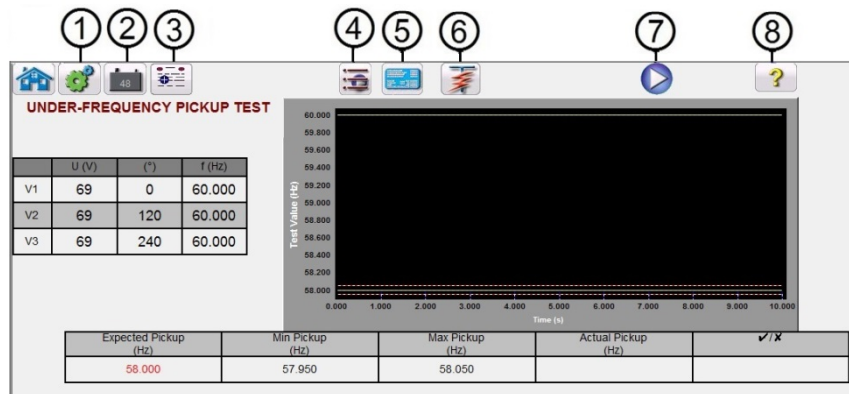 1 2 3 4 5 6 7 8
48
?
UNDER-FREQUENCY PICKUP TEST
U (V) (°) f (Hz)
V1 69 0 60.000
V2 69 120 60.000
V3 69 240 60.000
Test Value (Hz)
60.000
59.800
59.600
59.400
59.200
59.000
58.800
58.600
58.400
58.200
58.000
0.000 1.000 2.000 3.000 4.000 5.000 6.000 7.000 8.000 9.000 10.000
Time (s)
Expected Pickup (Hz) Min Pickup (Hz) Max Pickup (Hz) Actual Pickup (Hz) ✔/✘
58.000 57.950 58.050